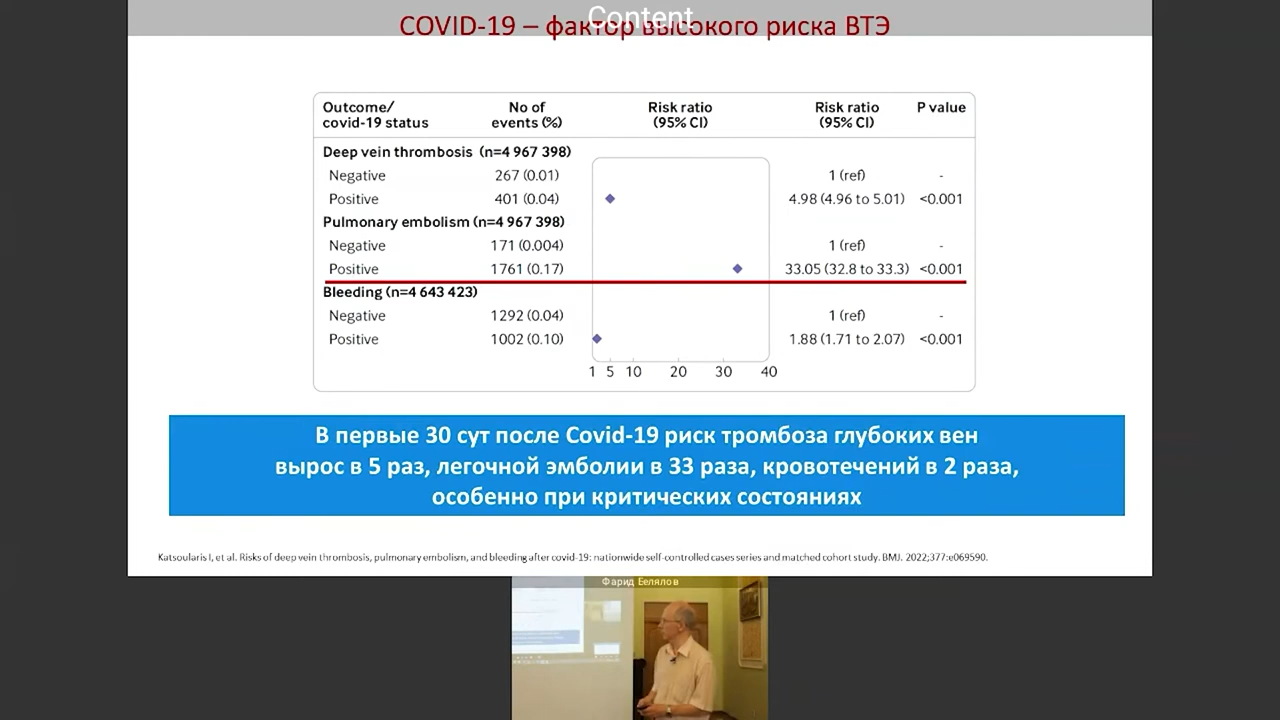 Content
COVID-19 – фактор высокого риска ВТЭ
Outcome/ covid-19 status No of events (%) Risk ratio (95% CI) Risk ratio (95% CI) P value
Deep vein thrombosis (n=4 967 398)
Negative 267 (0.01) 1 (ref) -
Positive 401 (0.04) 4.98 (4.96 to 5.01) <0.001
Pulmonary embolism (n=4 967 398)
Negative 171 (0.004) 1 (ref) -
Positive 1761 (0.17) 33.05 (32.8 to 33.3) <0.001
Bleeding (n=4 643 423)
Negative 1292 (0.04) 1 (ref) -
Positive 1002 (0.10) 1.88 (1.71 to 2.07) <0.001
1 5 10 20 30 40
В первые 30 сут после Covid-19 риск тромбоза глубоких вен
вырос в 5 раз, легочной эмболии в 33 раза, кровотечений в 2 раза,
особенно при критических состояниях
Katsoularis I, et al. Risks of deep vein thrombosis, pulmonary embolism, and bleeding after covid-19: nationwide self-controlled cases series and matched cohort study. BMJ. 2022;377:e069590.
Фарид Белялов